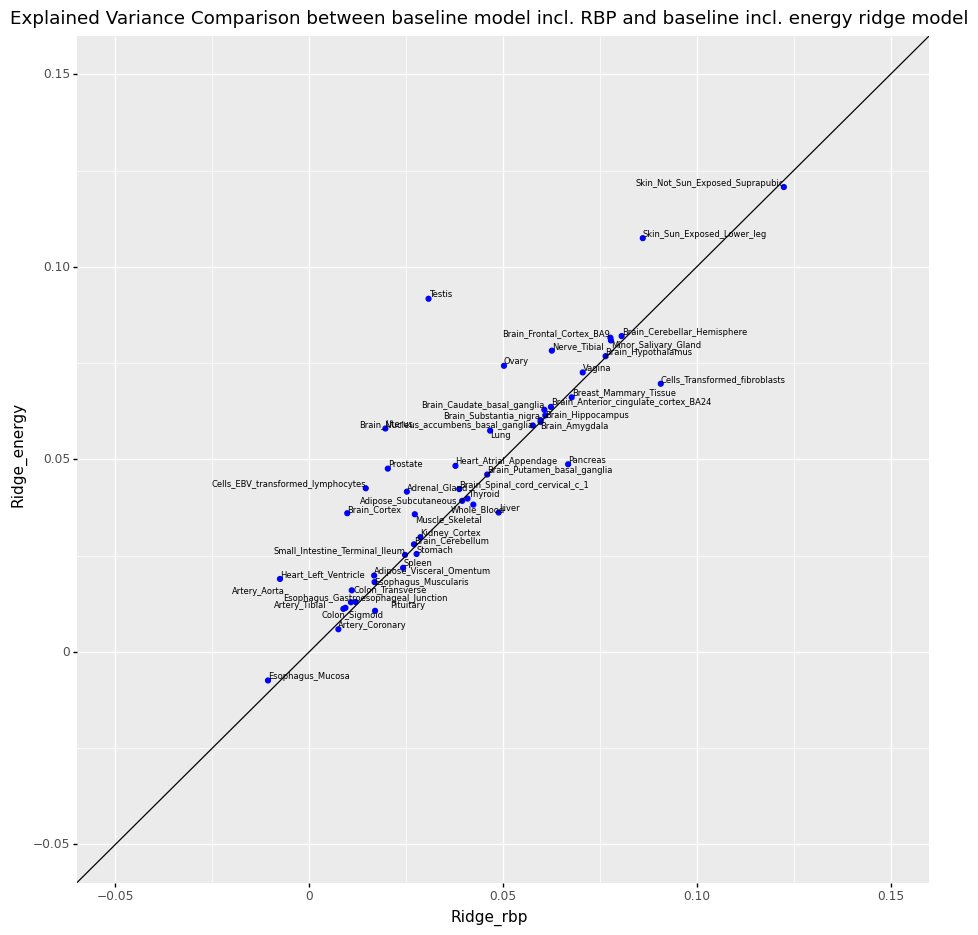 Explained Variance Comparison between baseline model incl. RBP and baseline incl. energy ridge model
0.15
Skin_Not_Sun_Exposed_Suprapubic
Skin_Sun_Exposed_Lower_leg
0.10
Testis
Brain_Frontal_Cortex_BA9
Brain_Cerebellar_Hemisphere
Minor_Salivary_Gland
Nerve_Tibial
Brain_Hypothalamus
Ovary
Vagina
Cells_Transformed_fibroblasts
Breast_Mammary_Tissue
Brain_Caudate_basal_ganglia
Brain_Anterior_cingulate_cortex_BA24
Brain_Substantia_nigra
Brain_Hippocampus
Brain_Nucleus_accumbens_basal_ganglia
Uterus
Brain_Amygdala
Lung
0.05
Prostate
Heart_Atrial_Appendage
Pancreas
Brain_Putamen_basal_ganglia
Cells_EBV_transformed_lymphocytes
Adrenal_Gland
Brain_Spinal_cord_cervical_c_1
Thyroid
Adipose_Subcutaneous
Brain_Cortex
Whole_Blood
Liver
Muscle_Skeletal
Kidney_Cortex
Brain_Cerebellum
Small_Intestine_Terminal_Ileum
Stomach
Spleen
Heart_Left_Ventricle
Adipose_Visceral_Omentum
Esophagus_Muscularis
Artery_Aorta
Colon_Transverse
Esophagus_Gastroesophageal_Junction
Artery_Tibial
Pituitary
Colon_Sigmoid
Artery_Coronary
0
Esophagus_Mucosa
−0.05
−0.05
0
0.05
0.10
0.15
Ridge_rbp
Ridge_energy